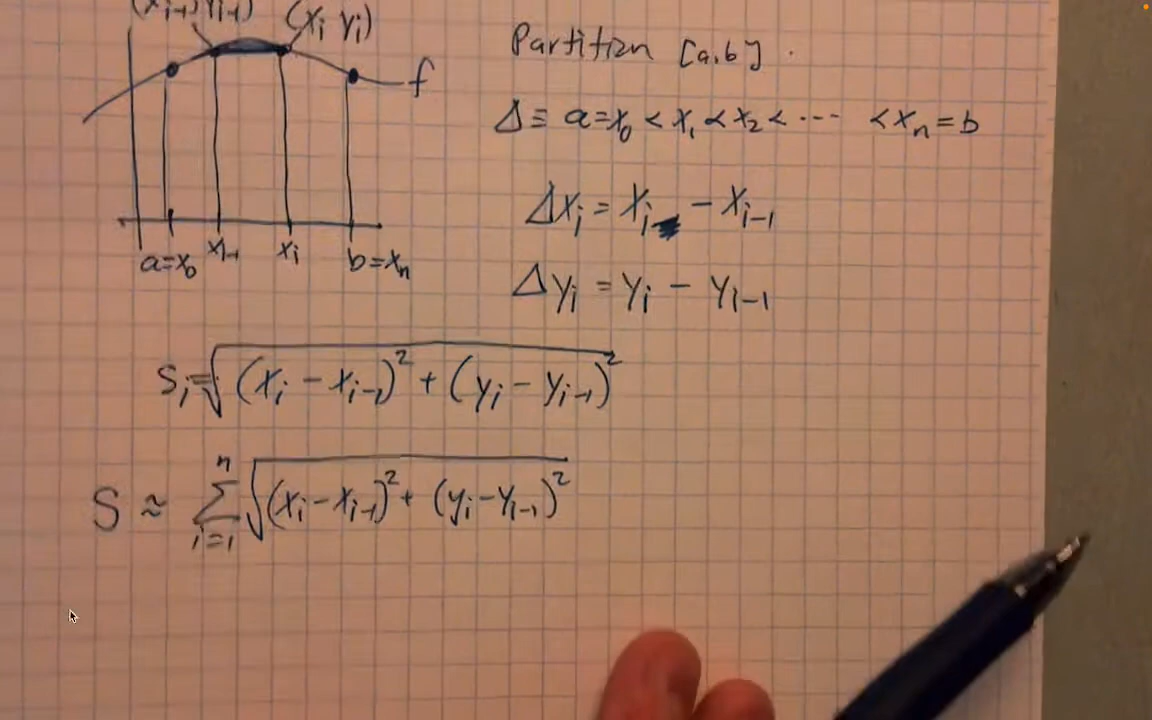 (xᵢ₋₁, yᵢ₋₁) (xᵢ yᵢ)
f
a=x₀ xᵢ₋₁ xᵢ b=xₙ
Partition [a,b].
Δ ≡ a=x₀ < x₁ < x₂ < ··· < xₙ = b
Δxᵢ = xᵢ - xᵢ₋₁
Δyᵢ = yᵢ - yᵢ₋₁
sᵢ = √((xᵢ - xᵢ₋₁)² + (yᵢ - yᵢ₋₁)²)
S ≈ ∑ᵢ₌₁ⁿ √((xᵢ - xᵢ₋₁)² + (yᵢ - yᵢ₋₁)²)